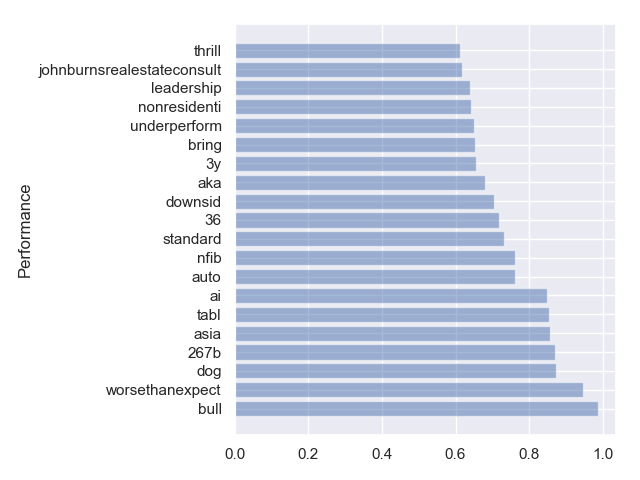 thrill
johnburnsrealestateconsult
leadership
nonresidenti
underperform
bring
3y
aka
downsid
36
standard
nfib
auto
ai
tabl
asia
267b
dog
worsethanexpect
bull
Performance
0.0 0.2 0.4 0.6 0.8 1.0